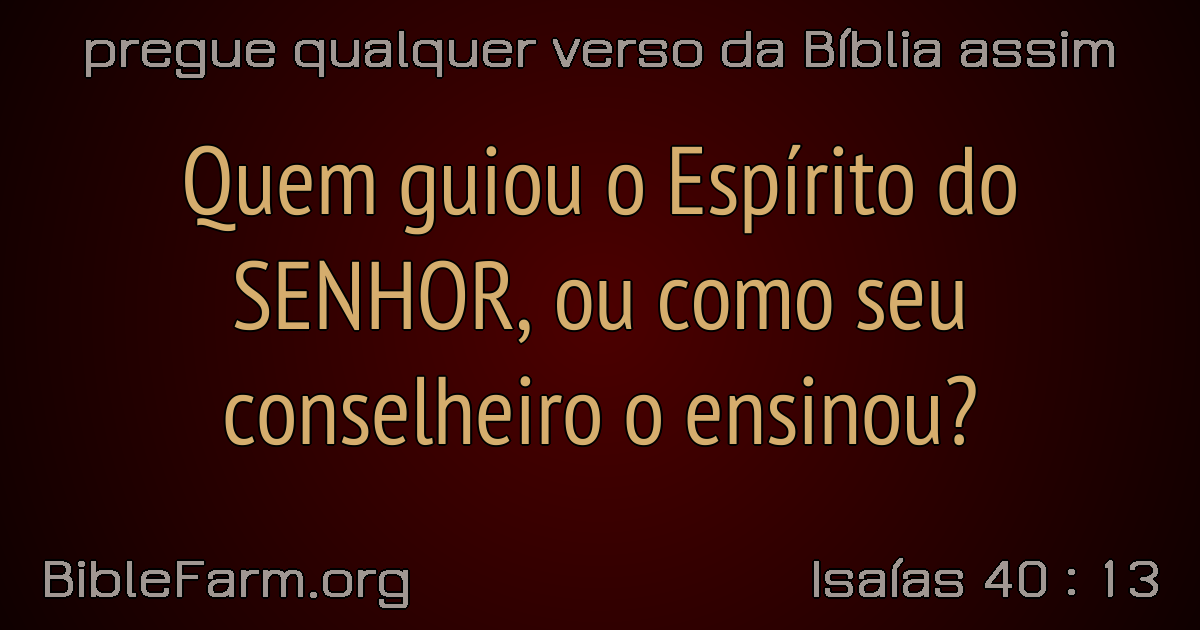 pregue qualquer verso da Bíblia assim
Quem guiou o Espírito do
SENHOR, ou como seu
conselheiro o ensinou?
BibleFarm.org
Isaías 40 : 13